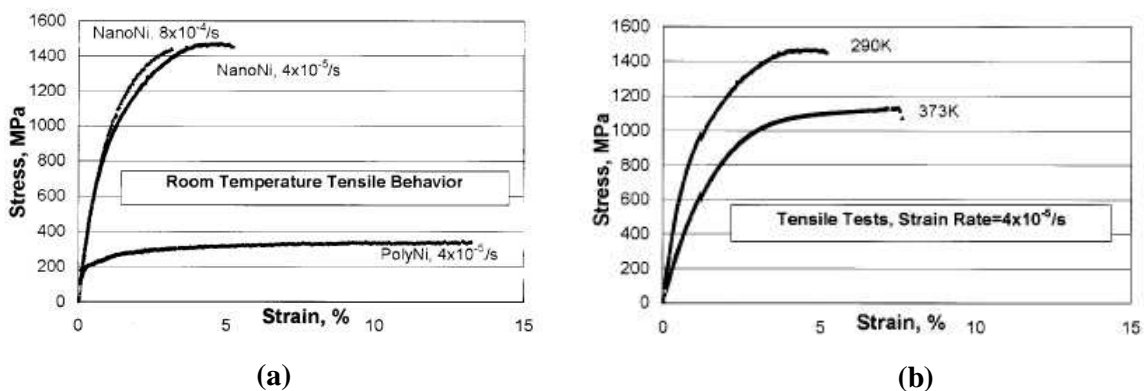 1600
1400
1200
1000
800
600
400
200
0
Stress, MPa
NanoNi. 8x10⁻⁴/s
NanoNi, 4x10⁻⁵/s
Room Temperature Tensile Behavior
PolyNi, 4x10⁻⁵/s
0 5 10 15
Strain, %
(a)
1600
1400
1200
1000
800
600
400
200
0
Stress, MPa
290K
373K
Tensile Tests, Strain Rate=4x10⁻⁵/s
0 5 10 15
Strain, %
(b)